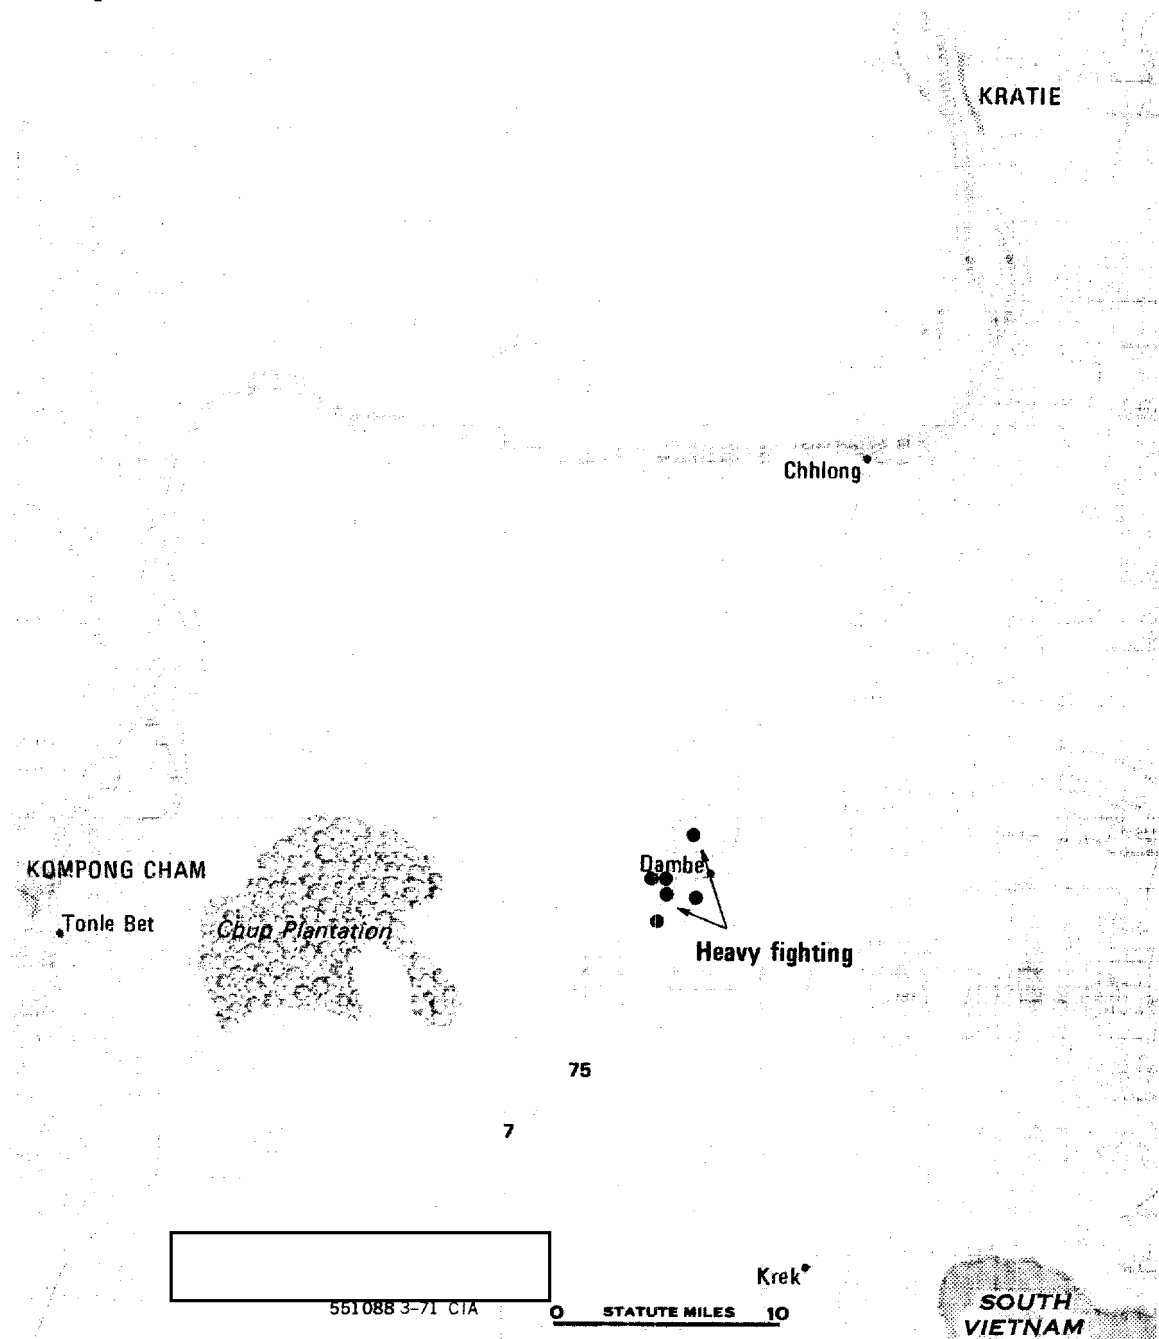 KRATIE
Chhlong
Dambe
KOMPONG CHAM
Tonle Bet
Chup Plantation
Heavy fighting
75
7
Krek
551088 3-71 CIA
0 STATUTE MILES 10
SOUTH
VIETNAM